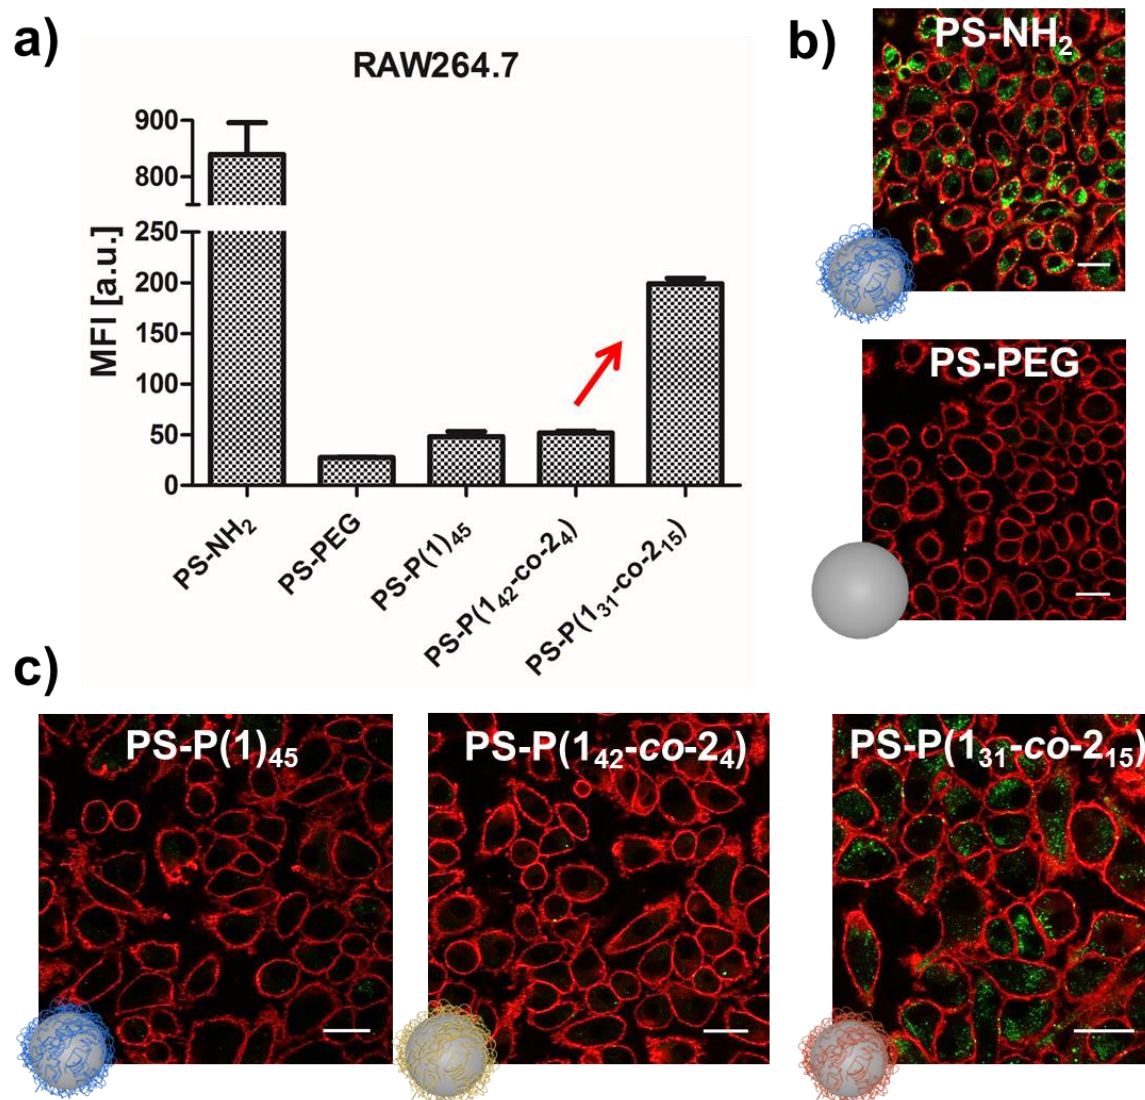 a)
RAW264.7
MFI [a.u.]
900
800
250
200
150
100
50
0
PS-NH₂
PS-PEG
PS-P(1)₄₅
PS-P(1₄₂-co-2₄)
PS-P(1₃₁-co-2₁₅)
b)
PS-NH₂
PS-PEG
c)
PS-P(1)₄₅
PS-P(1₄₂-co-2₄)
PS-P(1₃₁-co-2₁₅)